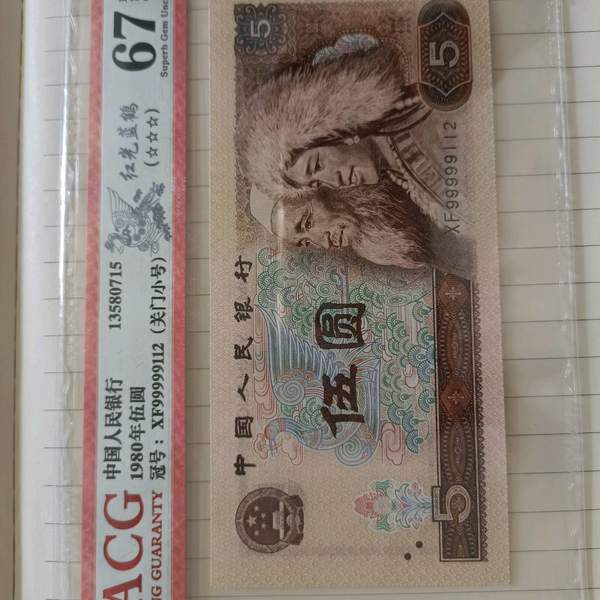 ACG
NG GUARANTY
中国人民银行
13580715
1980年伍圆
冠号：XF99999112（关门小号）
红光蓝鹤
(☆☆☆)
67
Superb Gem Unc
中国人民银行
伍圆
5
5
5
XF99999112